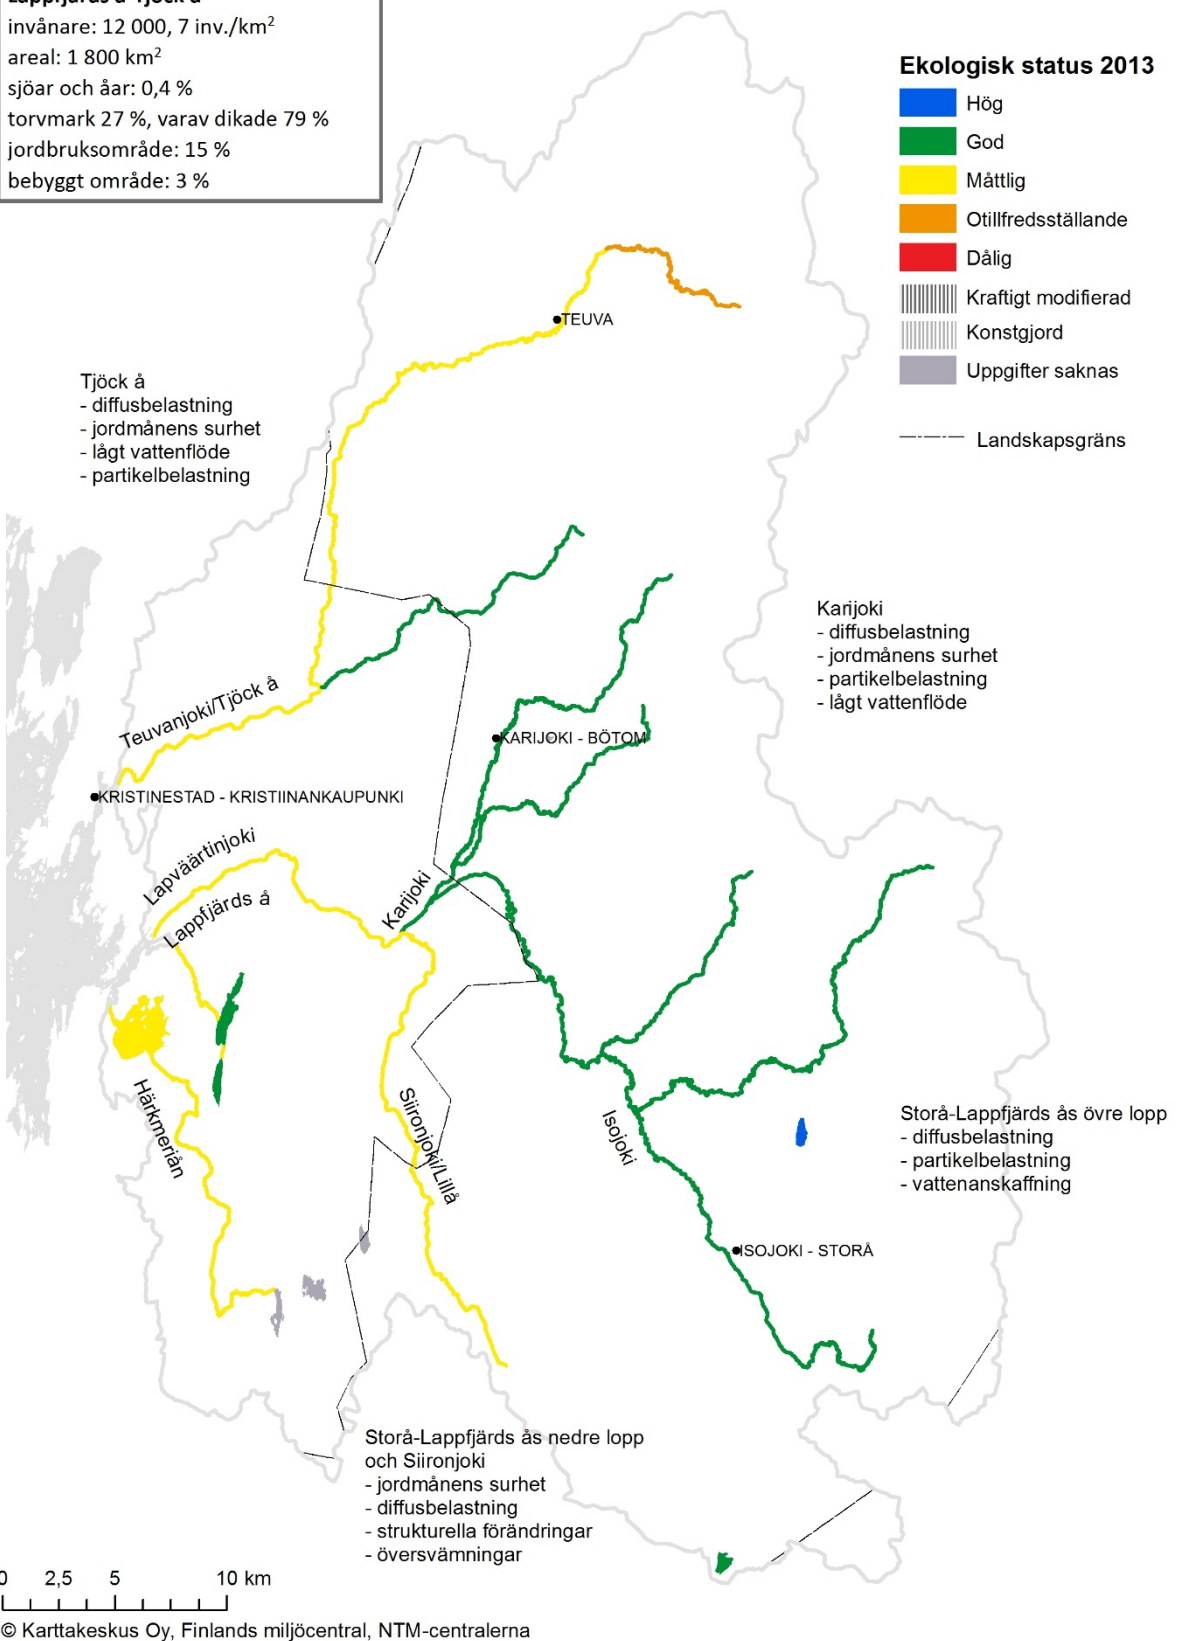 invånare: 12 000, 7 inv./km²
areal: 1 800 km²
sjöar och åar: 0,4 %
torvmark 27 %, varav dikade 79 %
jordbruksområde: 15 %
bebyggt område: 3 %
Ekologisk status 2013
Hög
God
Måttlig
Otillfredsställande
Dålig
Kraftigt modifierad
Konstgjord
Uppgifter saknas
Landskapsgräns
TEUVA
Tjöck å
- diffusbelastning
- jordmånens surhet
- lågt vattenflöde
- partikelbelastning
Karijoki
- diffusbelastning
- jordmånens surhet
- partikelbelastning
- lågt vattenflöde
Teuvanjoki/Tjöck å
KARIJOKI - BÖTOM
KRISTINESTAD - KRISTIINANKAUPUNKI
Lapväärtinjoki
Lappfjärds å
Karijoki
Härkmeriån
Siironjoki/Lillå
Isojoki
Storå-Lappfjärds ås övre lopp
- diffusbelastning
- partikelbelastning
- vattenanskaffning
ISOJOKI - STORÅ
Storå-Lappfjärds ås nedre lopp
och Siironjoki
- jordmånens surhet
- diffusbelastning
- strukturella förändringar
- översvämningar
0 2,5 5 10 km
© Karttakeskus Oy, Finlands miljöcentral, NTM-centralerna